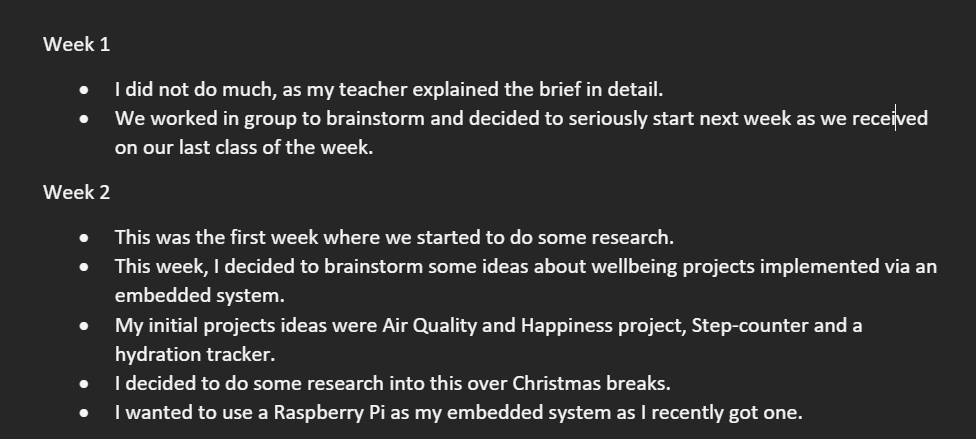 Week 1
• I did not do much, as my teacher explained the brief in detail.
• We worked in group to brainstorm and decided to seriously start next week as we received
on our last class of the week.
Week 2
• This was the first week where we started to do some research.
• This week, I decided to brainstorm some ideas about wellbeing projects implemented via an
embedded system.
• My initial projects ideas were Air Quality and Happiness project, Step-counter and a
hydration tracker.
• I decided to do some research into this over Christmas breaks.
• I wanted to use a Raspberry Pi as my embedded system as I recently got one.